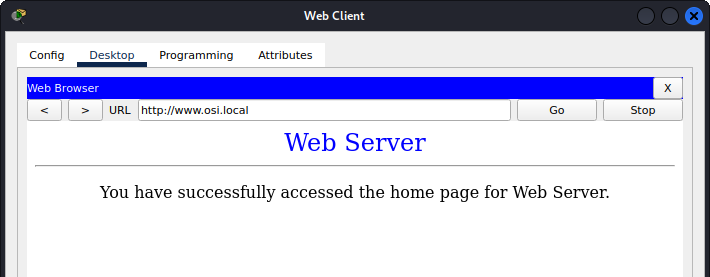 Web Client
Config Desktop Programming Attributes
Web Browser X
< > URL http://www.osi.local Go Stop
Web Server
You have successfully accessed the home page for Web Server.